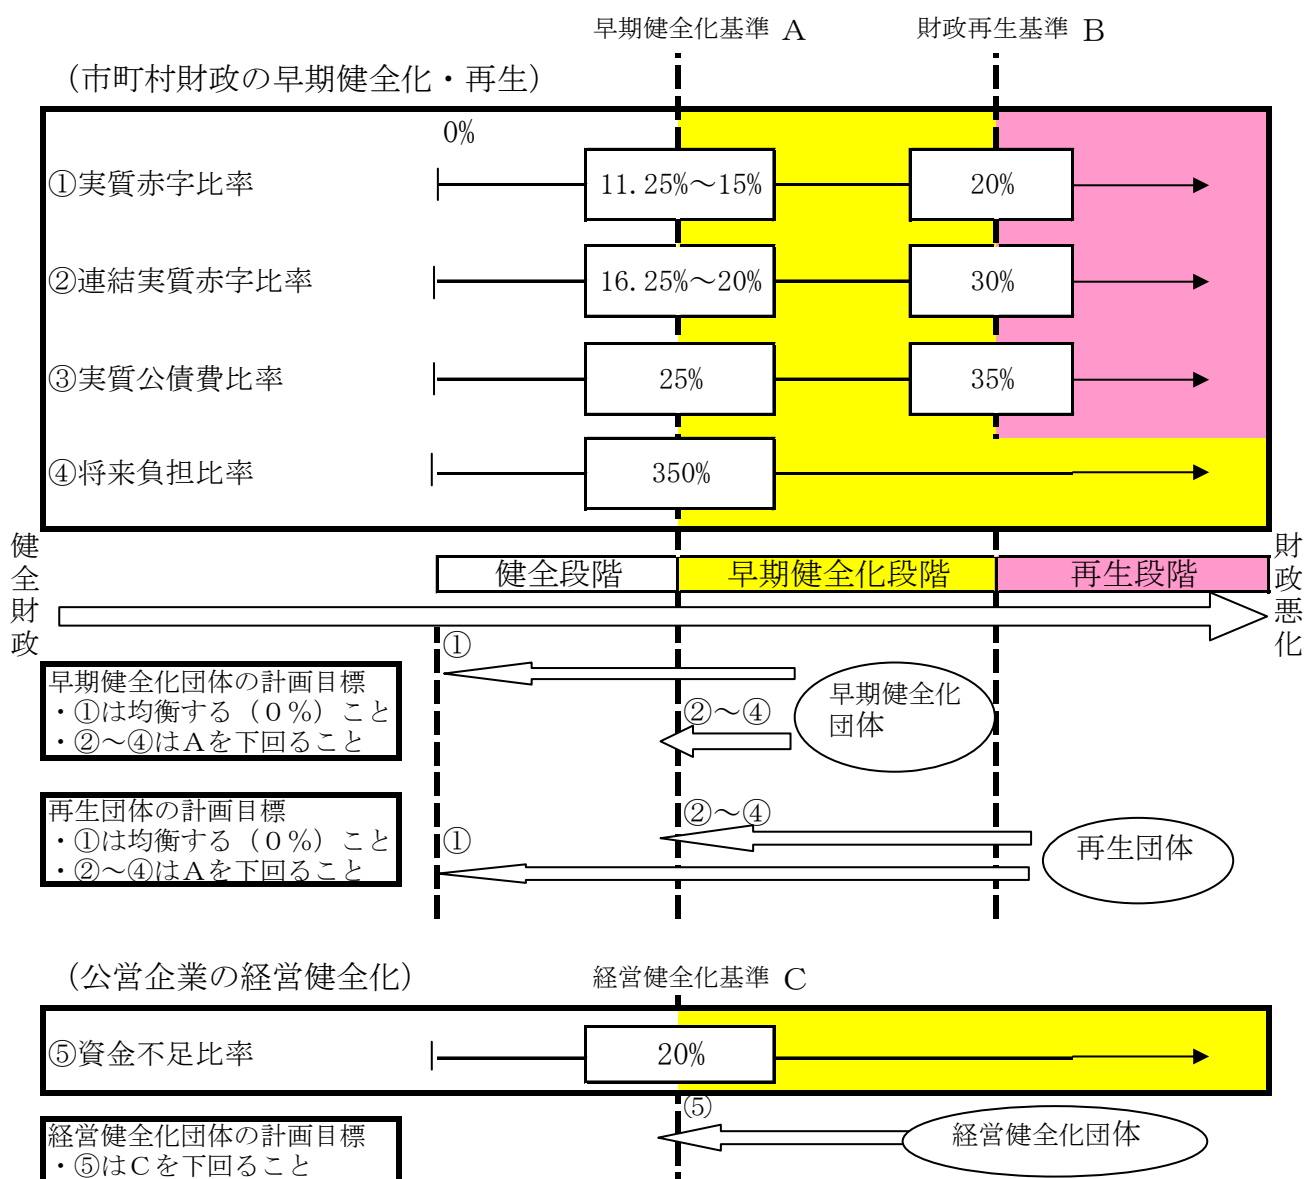 早期健全化基準 A
財政再生基準 B
（市町村財政の早期健全化・再生）
0%
①実質赤字比率
11.25%～15%
20%
②連結実質赤字比率
16.25%～20%
30%
③実質公債費比率
25%
35%
④将来負担比率
350%
健全財政
財政悪化
健全段階
早期健全化段階
再生段階
①
早期健全化団体の計画目標
・①は均衡する（０％）こと
・②～④はＡを下回ること
②～④
早期健全化
団体
再生団体の計画目標
・①は均衡する（０％）こと
・②～④はＡを下回ること
②～④
①
再生団体
（公営企業の経営健全化）
経営健全化基準 C
⑤資金不足比率
20%
⑤
経営健全化団体の計画目標
・⑤はＣを下回ること
経営健全化団体